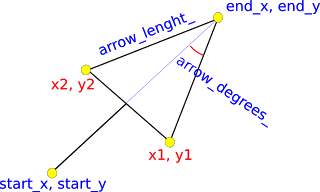 end_x, end_y
arrow_lenght_
arrow_degrees_
x2, y2
x1, y1
start_x, start_y